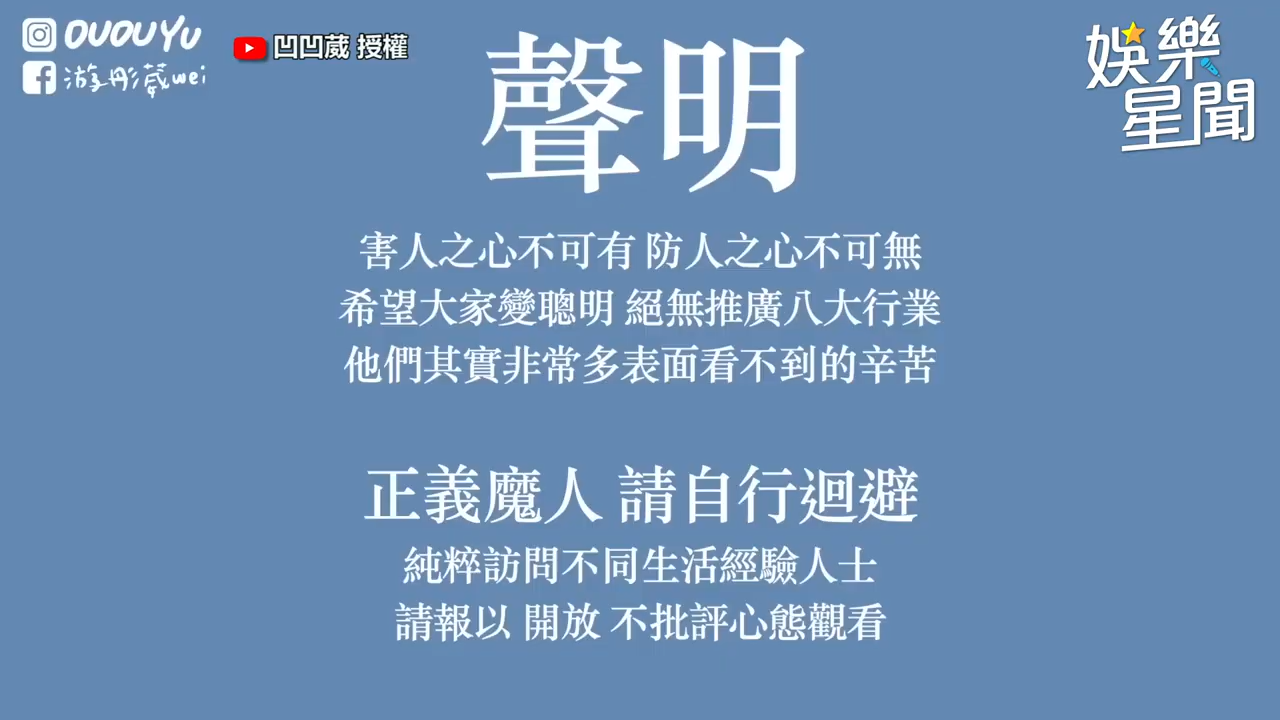 OUOUYU
游彤葳wei
凹凹葳 授權
娛樂
星聞
聲明
害人之心不可有 防人之心不可無
希望大家變聰明 絕無推廣八大行業
他們其實非常多表面看不到的辛苦
正義魔人 請自行迴避
純粹訪問不同生活經驗人士
請報以 開放 不批評心態觀看